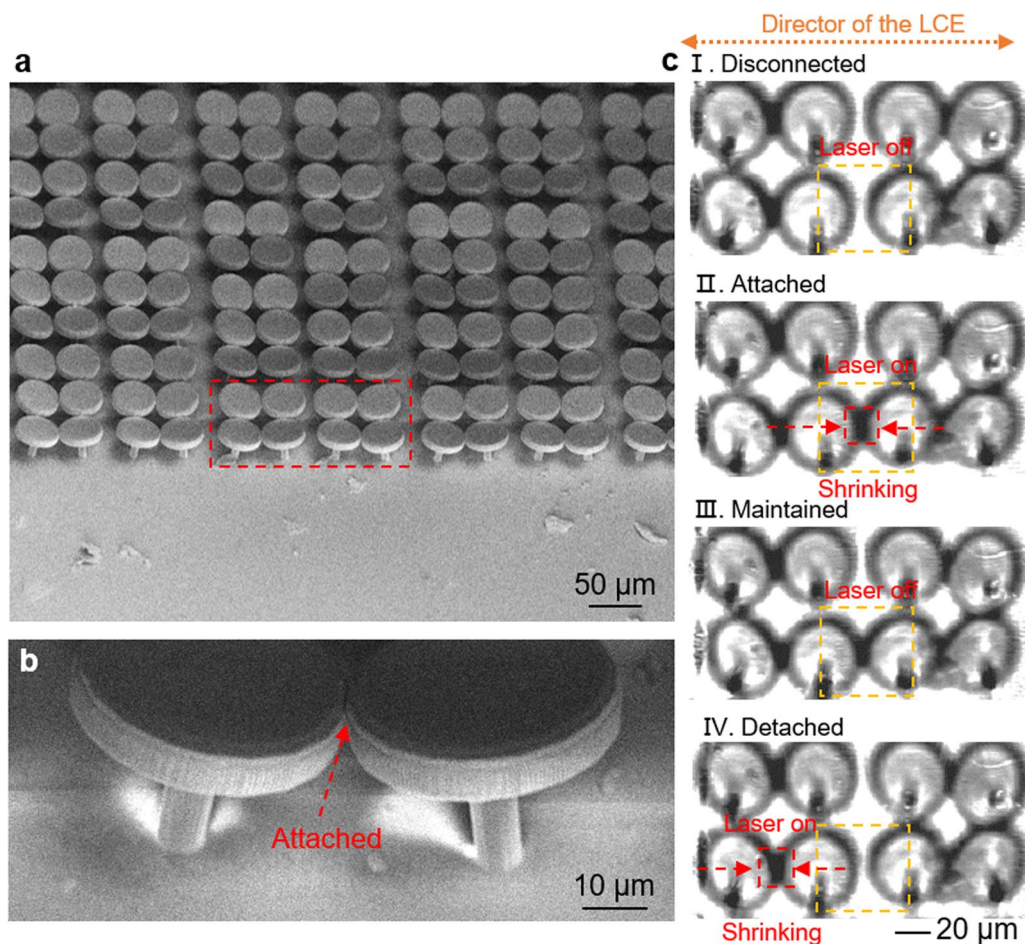 Director of the LCE
a
c
Ⅰ. Disconnected
Laser off
Ⅱ. Attached
Laser on
Shrinking
Ⅲ. Maintained
Laser off
50 μm
b
Attached
10 μm
Ⅳ. Detached
Laser on
Shrinking
20 μm